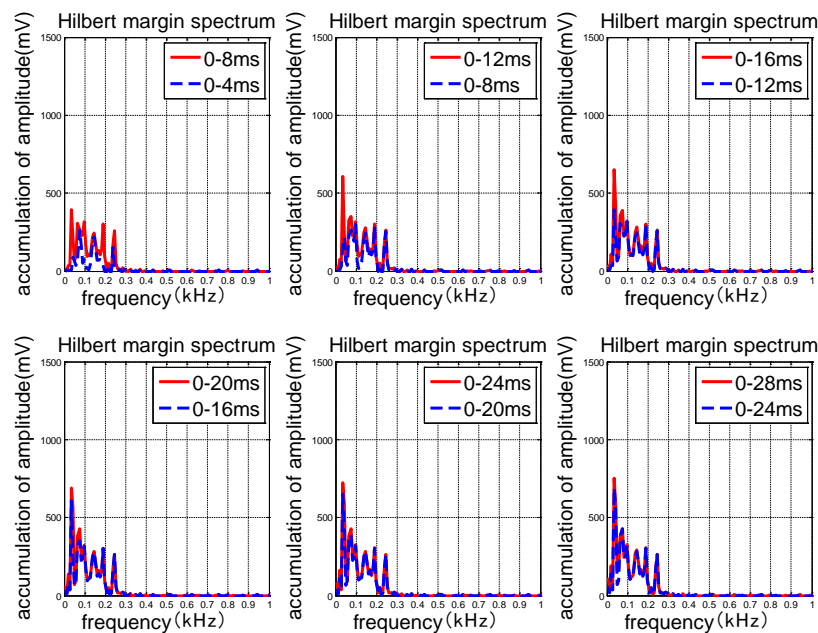 Hilbert margin spectrum
accumulation of amplitude(mV)
1500
1000
500
0
0-8ms
0-4ms
0 0.1 0.2 0.3 0.4 0.5 0.6 0.7 0.8 0.9 1
frequency(kHz)
Hilbert margin spectrum
accumulation of amplitude(mV)
1500
1000
500
0
0-12ms
0-8ms
0 0.1 0.2 0.3 0.4 0.5 0.6 0.7 0.8 0.9 1
frequency(kHz)
Hilbert margin spectrum
accumulation of amplitude(mV)
1500
1000
500
0
0-16ms
0-12ms
0 0.1 0.2 0.3 0.4 0.5 0.6 0.7 0.8 0.9 1
frequency(kHz)
Hilbert margin spectrum
accumulation of amplitude(mV)
1500
1000
500
0
0-20ms
0-16ms
0 0.1 0.2 0.3 0.4 0.5 0.6 0.7 0.8 0.9 1
frequency(kHz)
Hilbert margin spectrum
accumulation of amplitude(mV)
1500
1000
500
0
0-24ms
0-20ms
0 0.1 0.2 0.3 0.4 0.5 0.6 0.7 0.8 0.9 1
frequency(kHz)
Hilbert margin spectrum
accumulation of amplitude(mV)
1500
1000
500
0
0-28ms
0-24ms
0 0.1 0.2 0.3 0.4 0.5 0.6 0.7 0.8 0.9 1
frequency(kHz)